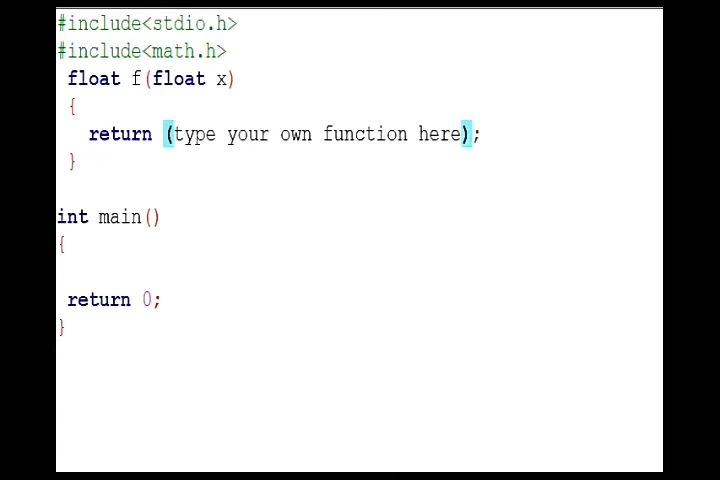 #include<stdio.h>
#include<math.h>
float f(float x)
{
return (type your own function here);
}
int main()
{
return 0;
}